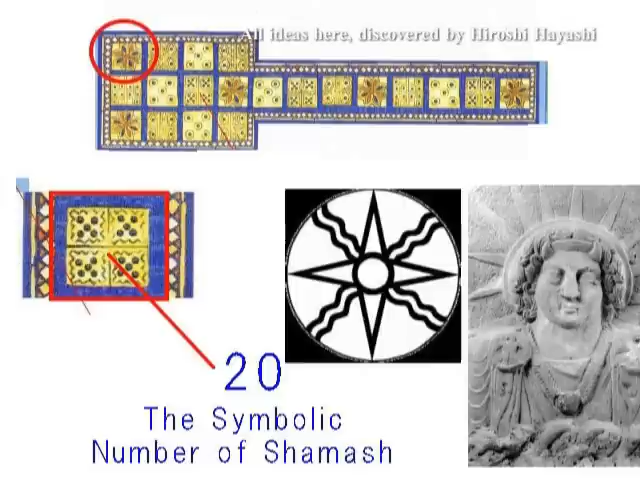 All ideas here, discovered by Hiroshi Hayashi
20
The Symbolic
Number of Shamash